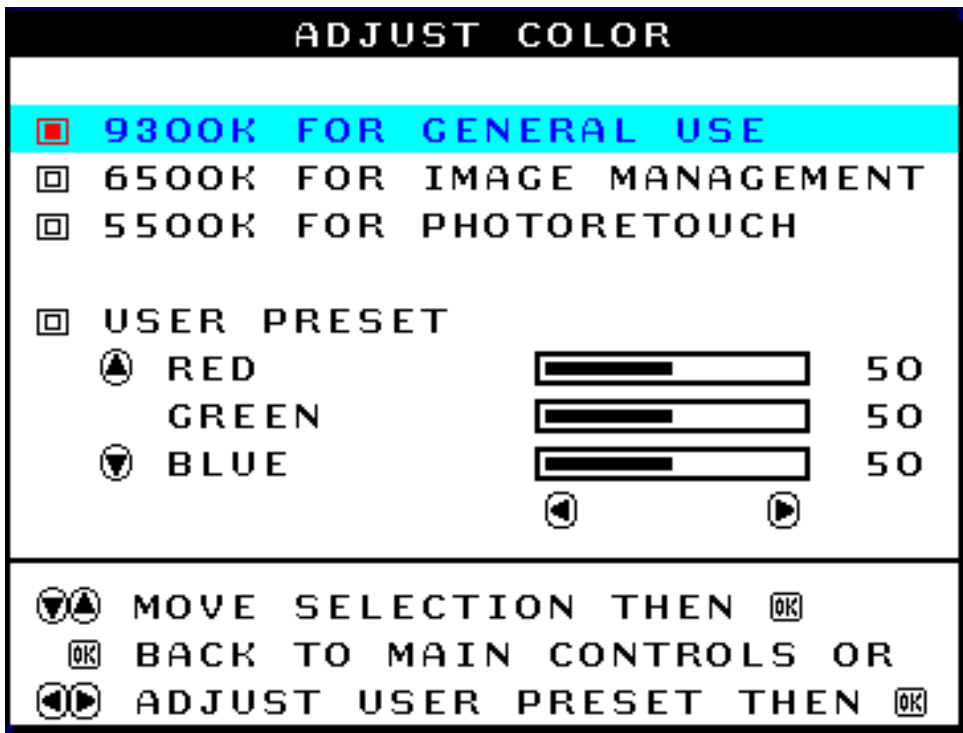 ADJUST COLOR
9300K FOR GENERAL USE
6500K FOR IMAGE MANAGEMENT
5500K FOR PHOTORETOUCH
USER PRESET
RED 50
GREEN 50
BLUE 50
MOVE SELECTION THEN OK
OK BACK TO MAIN CONTROLS OR
ADJUST USER PRESET THEN OK